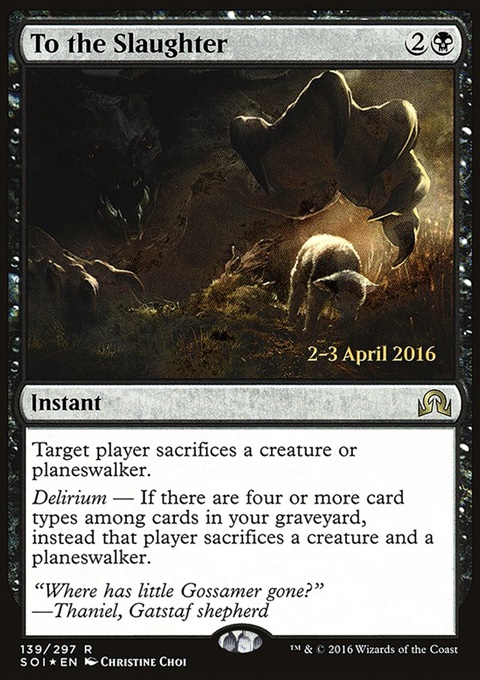 To the Slaughter 2
2–3 April 2016
Instant
Target player sacrifices a creature or
planeswalker.
Delirium — If there are four or more card
types among cards in your graveyard,
instead that player sacrifices a creature and a
planeswalker.
“Where has little Gossamer gone?”
—Thaniel, Gatstaf shepherd
139/297 R
SOI★EN Christine Choi
™ & © 2016 Wizards of the Coast